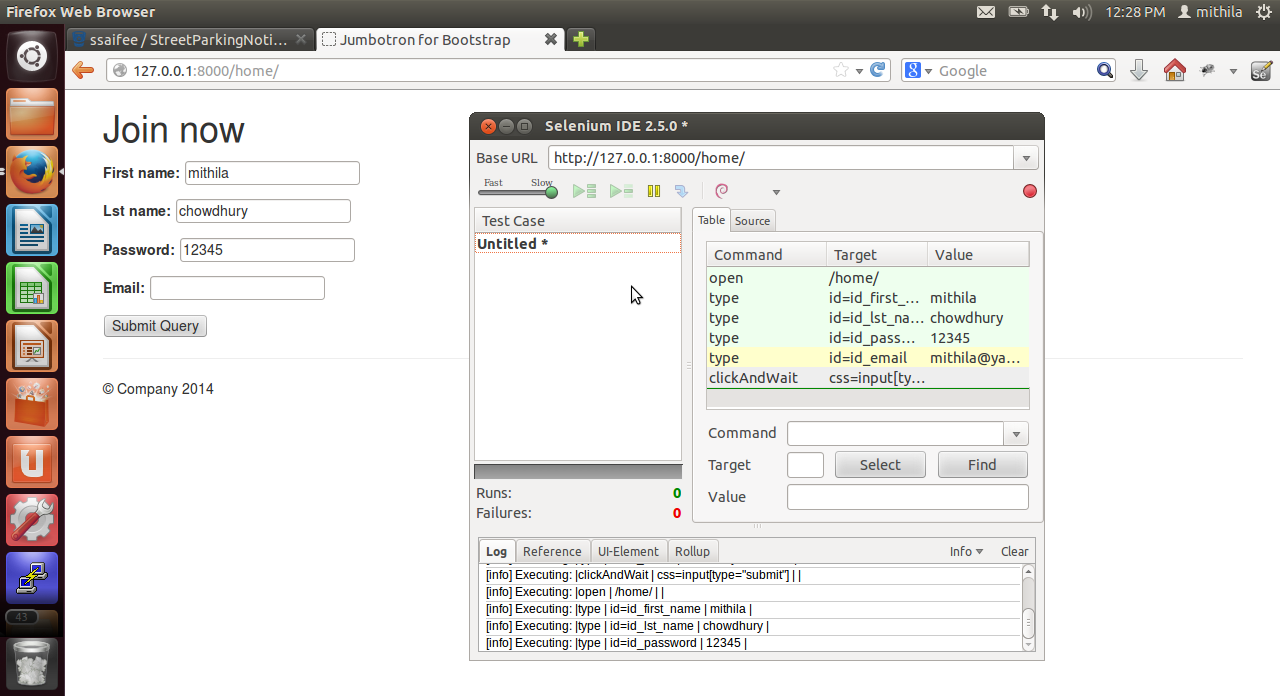 Firefox Web Browser
12:28 PM mithila
ssaifee / StreetParkingNoti...
Jumbotron for Bootstrap
127.0.0.1:8000/home/
Google
Se
Join now
First name: mithila
Lst name: chowdhury
Password: 12345
Email:
Submit Query
© Company 2014
43
Selenium IDE 2.5.0 *
Base URL http://127.0.0.1:8000/home/
Fast Slow
Test Case
Untitled *
Runs: 0
Failures: 0
Table Source
Command Target Value
open /home/
type id=id_first_... mithila
type id=id_lst_na... chowdhury
type id=id_pass... 12345
type id=id_email mithila@ya...
clickAndWait css=input[ty...
Command
Target Select Find
Value
Log Reference UI-Element Rollup Info Clear
[info] Executing: |clickAndWait | css=input[type="submit"] | |
[info] Executing: |open | /home/ | |
[info] Executing: |type | id=id_first_name | mithila |
[info] Executing: |type | id=id_lst_name | chowdhury |
[info] Executing: |type | id=id_password | 12345 |